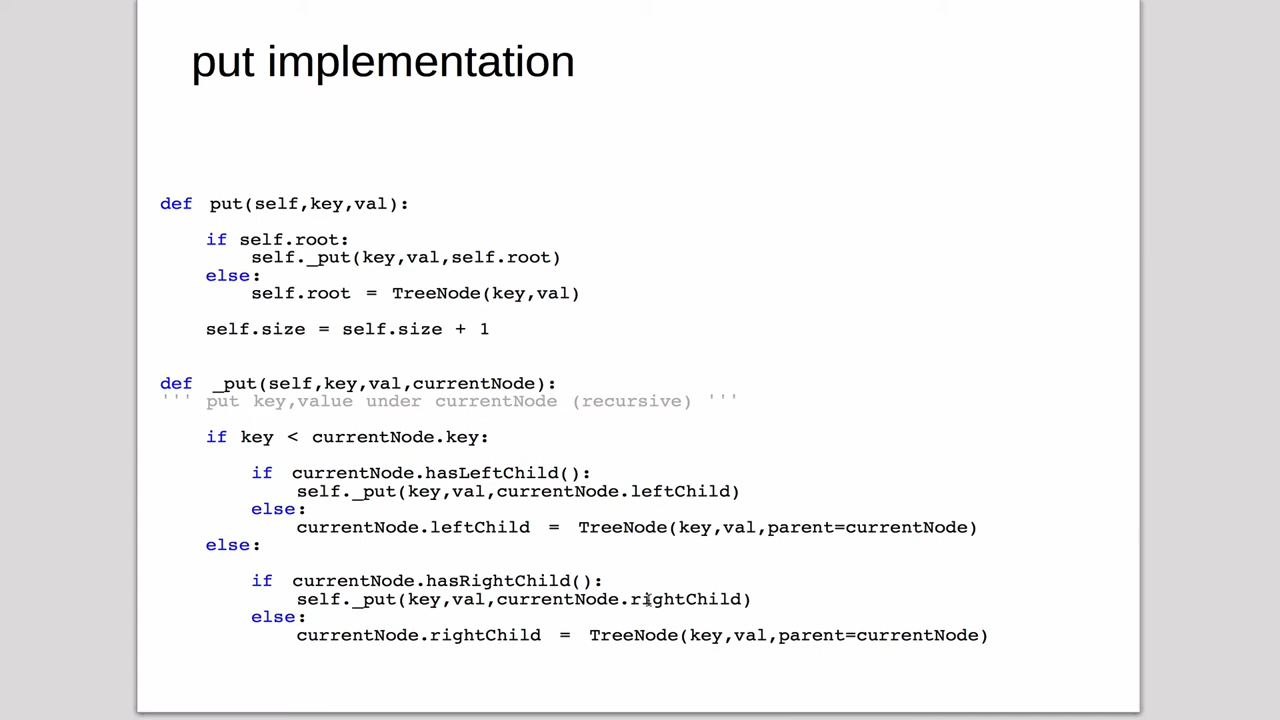 put implementation
def put(self,key,val):
if self.root:
self._put(key,val,self.root)
else:
self.root = TreeNode(key,val)
self.size = self.size + 1
def _put(self,key,val,currentNode):
''' put key,value under currentNode (recursive) '''
if key < currentNode.key:
if currentNode.hasLeftChild():
self._put(key,val,currentNode.leftChild)
else:
currentNode.leftChild = TreeNode(key,val,parent=currentNode)
else:
if currentNode.hasRightChild():
self._put(key,val,currentNode.rightChild)
else:
currentNode.rightChild = TreeNode(key,val,parent=currentNode)